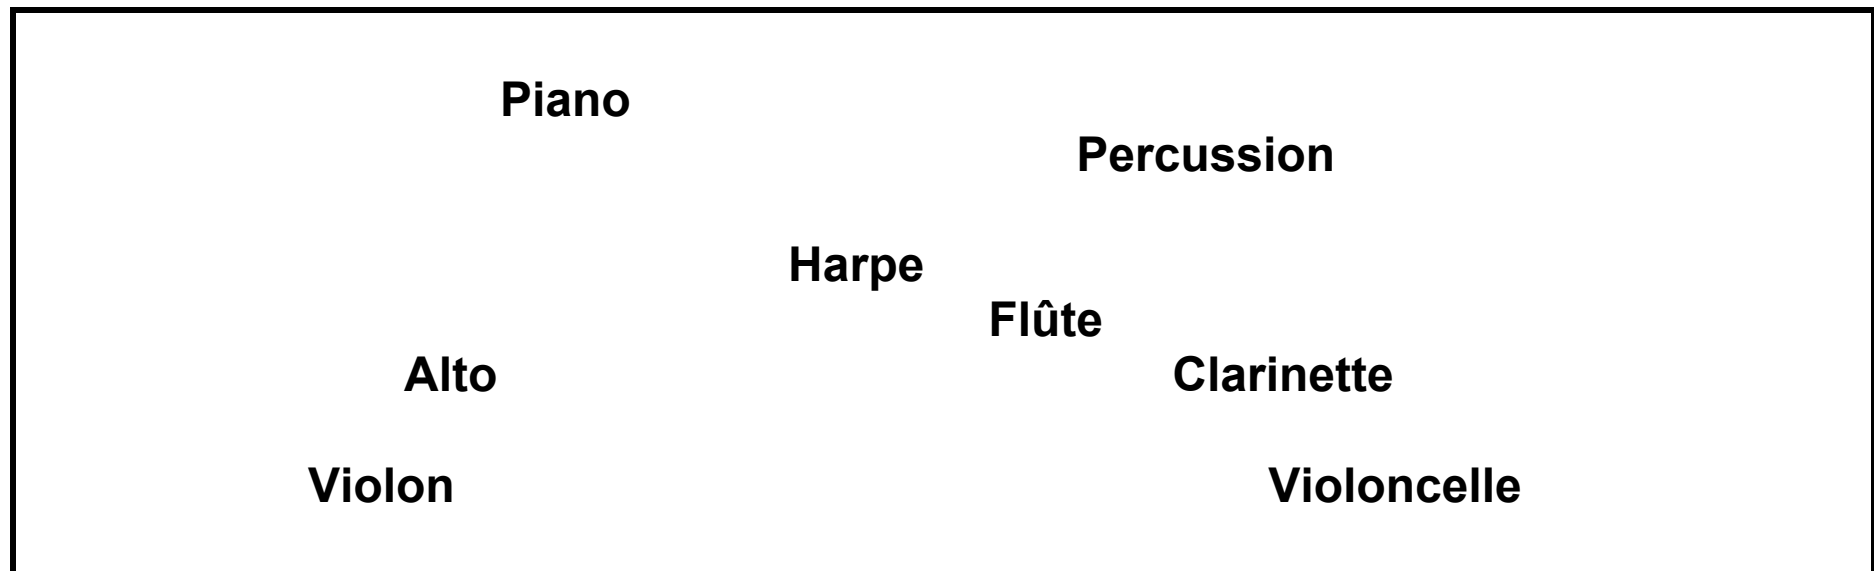 Piano
Percussion
Harpe
Flûte
Alto Clarinette
Violon Violoncelle